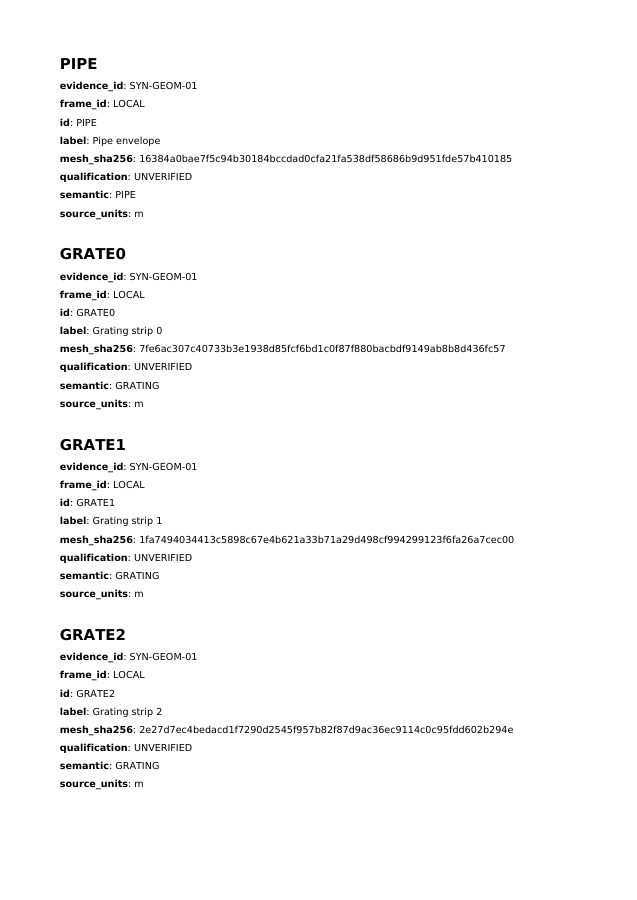 PIPE
evidence_id: SYN-GEOM-01
frame_id: LOCAL
id: PIPE
label: Pipe envelope
mesh_sha256: 16384a0bae7f5c94b30184bccdad0cfa21fa538df58686b9d951fde57b410185
qualification: UNVERIFIED
semantic: PIPE
source_units: m
GRATE0
evidence_id: SYN-GEOM-01
frame_id: LOCAL
id: GRATE0
label: Grating strip 0
mesh_sha256: 7fe6ac307c40733b3e1938d85fcf6bd1c0f87f880bacbdf9149ab8b8d436fc57
qualification: UNVERIFIED
semantic: GRATING
source_units: m
GRATE1
evidence_id: SYN-GEOM-01
frame_id: LOCAL
id: GRATE1
label: Grating strip 1
mesh_sha256: 1fa7494034413c5898c67e4b621a33b71a29d498cf994299123f6fa26a7cec00
qualification: UNVERIFIED
semantic: GRATING
source_units: m
GRATE2
evidence_id: SYN-GEOM-01
frame_id: LOCAL
id: GRATE2
label: Grating strip 2
mesh_sha256: 2e27d7ec4bedacd1f7290d2545f957b82f87d9ac36ec9114c0c95fdd602b294e
qualification: UNVERIFIED
semantic: GRATING
source_units: m